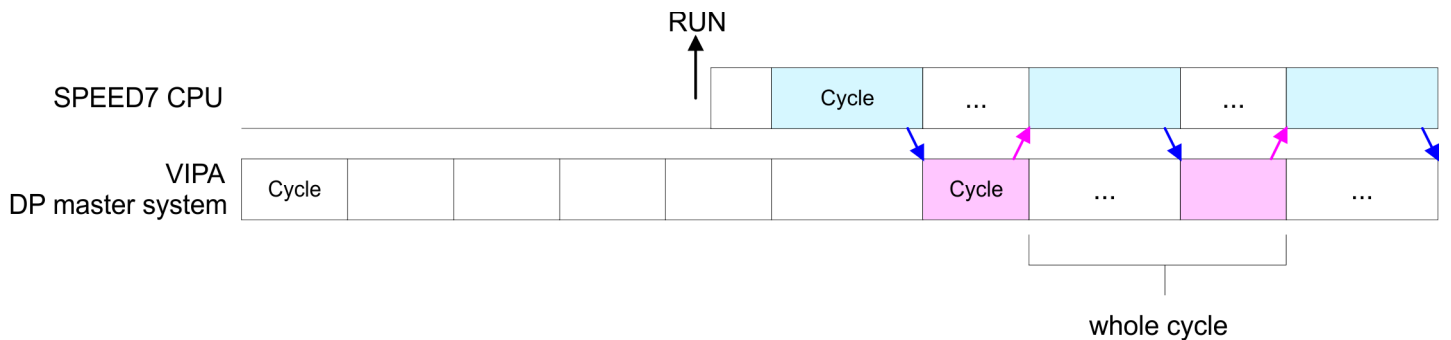 RUN
SPEED7 CPU
Cycle
...
...
VIPA
DP master system
Cycle
Cycle
...
...
whole cycle